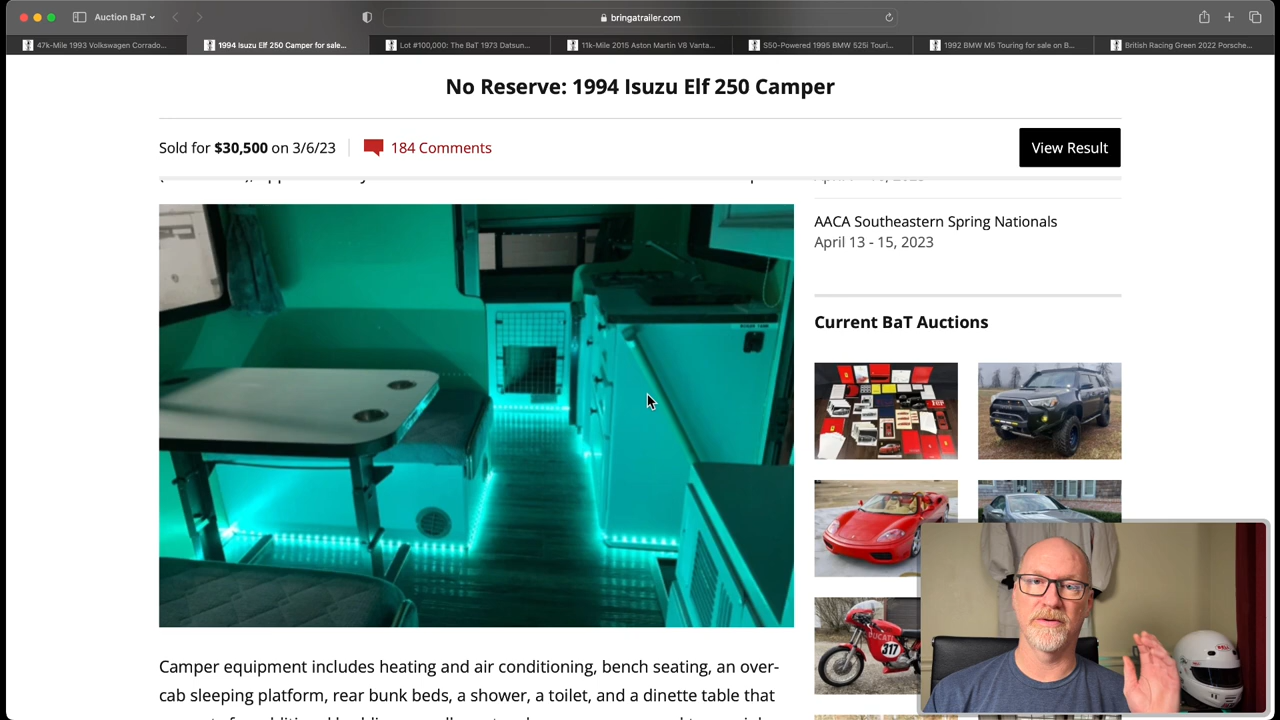 Auction BaT
bringatrailer.com
47k-Mile 1993 Volkswagen Corrado...
1994 Isuzu Elf 250 Camper for sale...
Lot #100,000: The BaT 1973 Datsun...
11k-Mile 2015 Aston Martin V8 Vanta...
S50-Powered 1995 BMW 525i Touri...
1992 BMW M5 Touring for sale on B...
British Racing Green 2022 Porsche...
No Reserve: 1994 Isuzu Elf 250 Camper
Sold for $30,500 on 3/6/23
184 Comments
View Result
AACA Southeastern Spring Nationals
April 13 - 15, 2023
Current BaT Auctions
DUCATI
317
BELL
Camper equipment includes heating and air conditioning, bench seating, an over-
cab sleeping platform, rear bunk beds, a shower, a toilet, and a dinette table that